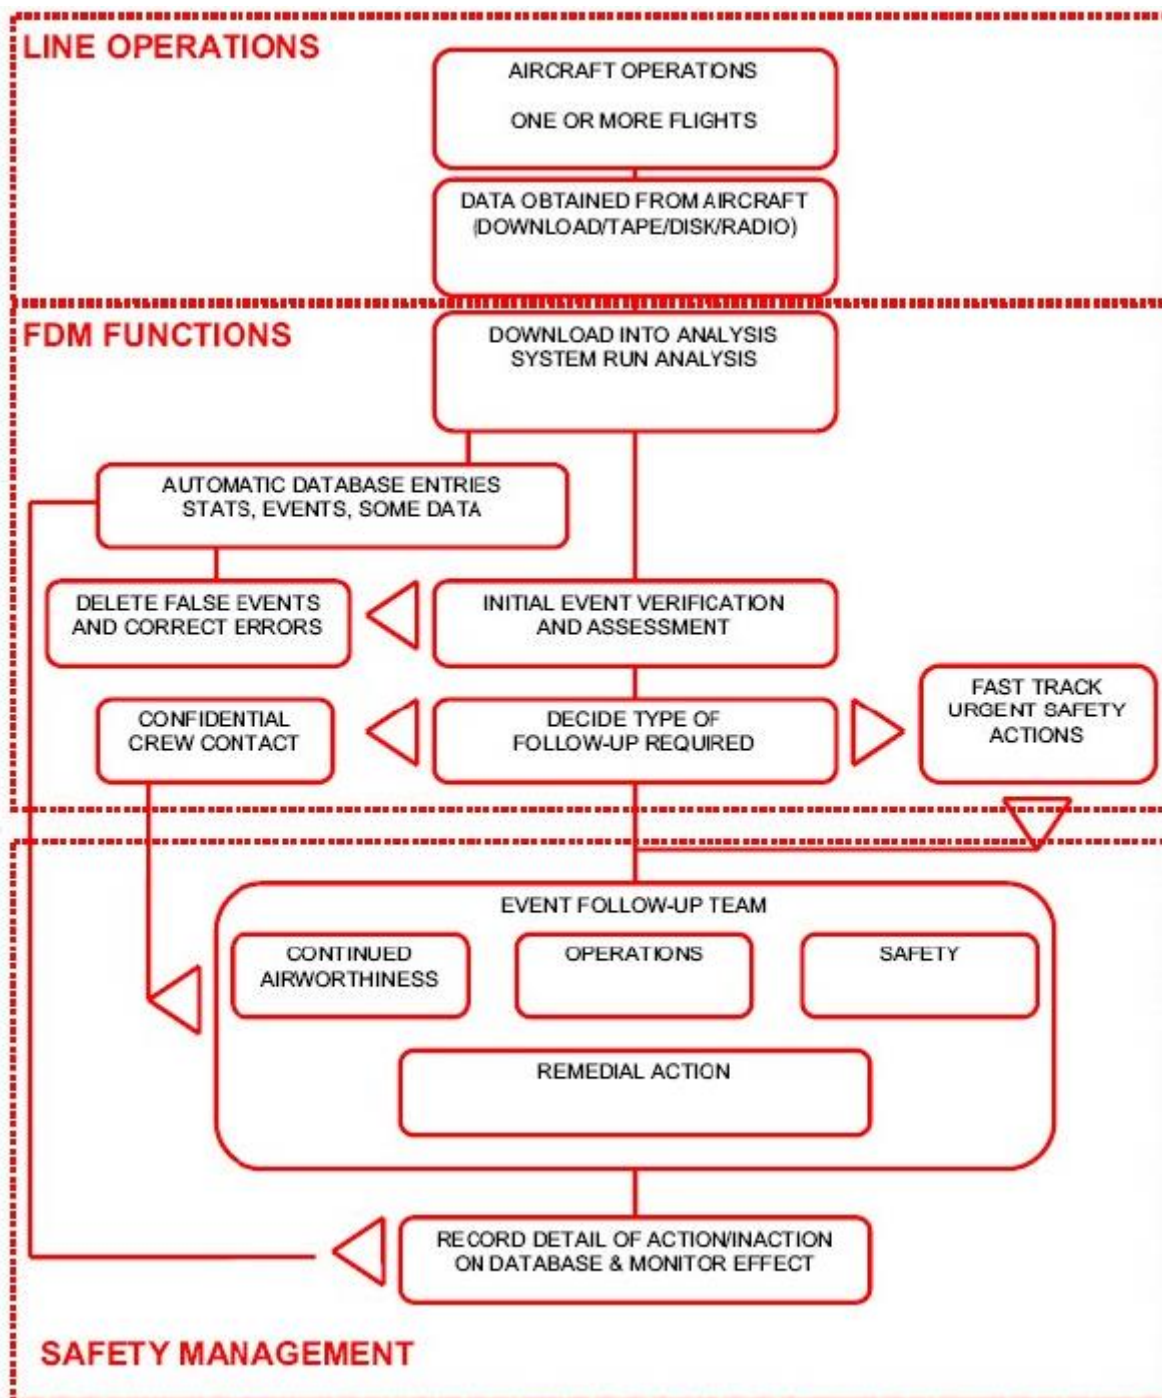 LINE OPERATIONS
AIRCRAFT OPERATIONS
ONE OR MORE FLIGHTS
DATA OBTAINED FROM AIRCRAFT
(DOWNLOAD/TAPE/DISK/RADIO)
FDM FUNCTIONS
DOWNLOAD INTO ANALYSIS
SYSTEM RUN ANALYSIS
AUTOMATIC DATABASE ENTRIES
STATS, EVENTS, SOME DATA
DELETE FALSE EVENTS
AND CORRECT ERRORS
INITIAL EVENT VERIFICATION
AND ASSESSMENT
CONFIDENTIAL
CREW CONTACT
DECIDE TYPE OF
FOLLOW-UP REQUIRED
FAST TRACK
URGENT SAFETY
ACTIONS
EVENT FOLLOW-UP TEAM
CONTINUED
AIRWORTHINESS
OPERATIONS
SAFETY
REMEDIAL ACTION
RECORD DETAIL OF ACTION/INACTION
ON DATABASE & MONITOR EFFECT
SAFETY MANAGEMENT